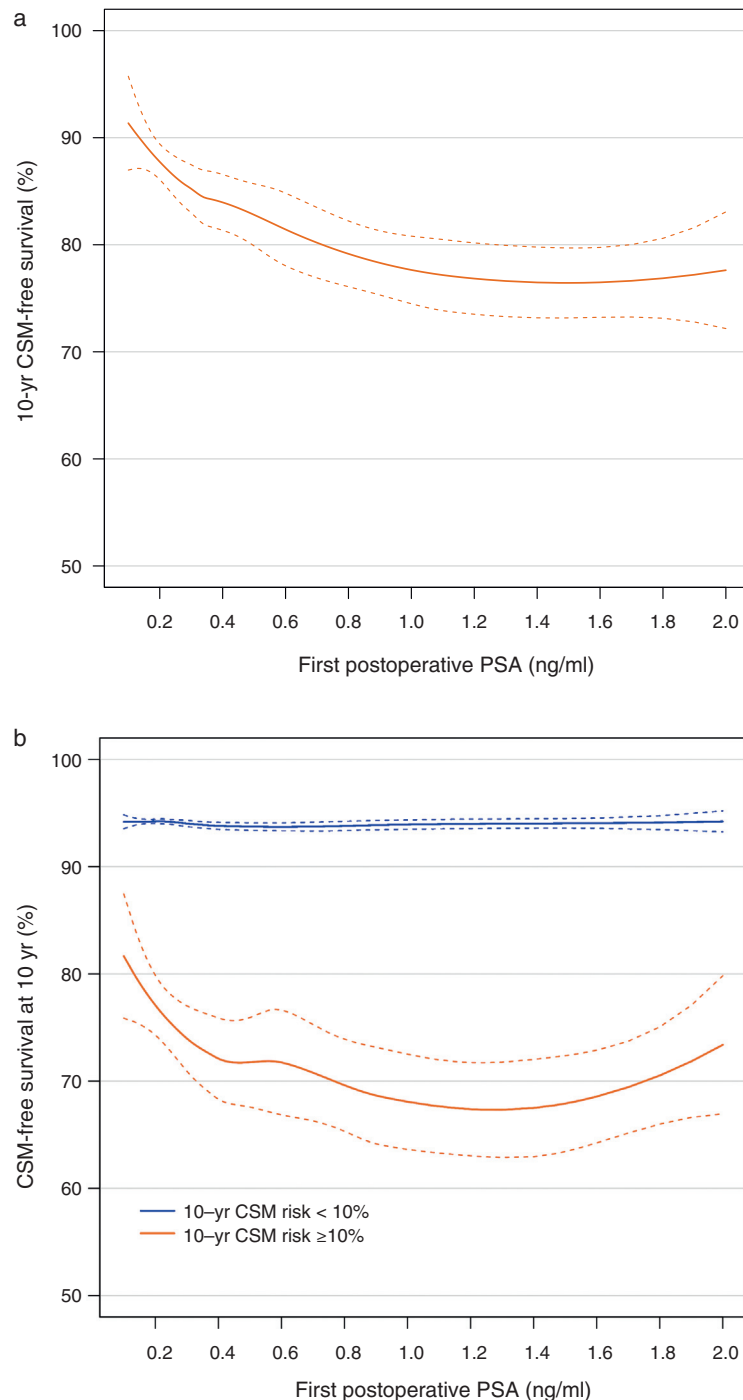 a
100
90
80
70
60
50
10-yr CSM-free survival (%)
0.2 0.4 0.6 0.8 1.0 1.2 1.4 1.6 1.8 2.0
First postoperative PSA (ng/ml)
b
100
90
80
70
60
50
CSM-free survival at 10 yr (%)
10–yr CSM risk < 10%
10–yr CSM risk ≥10%
0.2 0.4 0.6 0.8 1.0 1.2 1.4 1.6 1.8 2.0
First postoperative PSA (ng/ml)